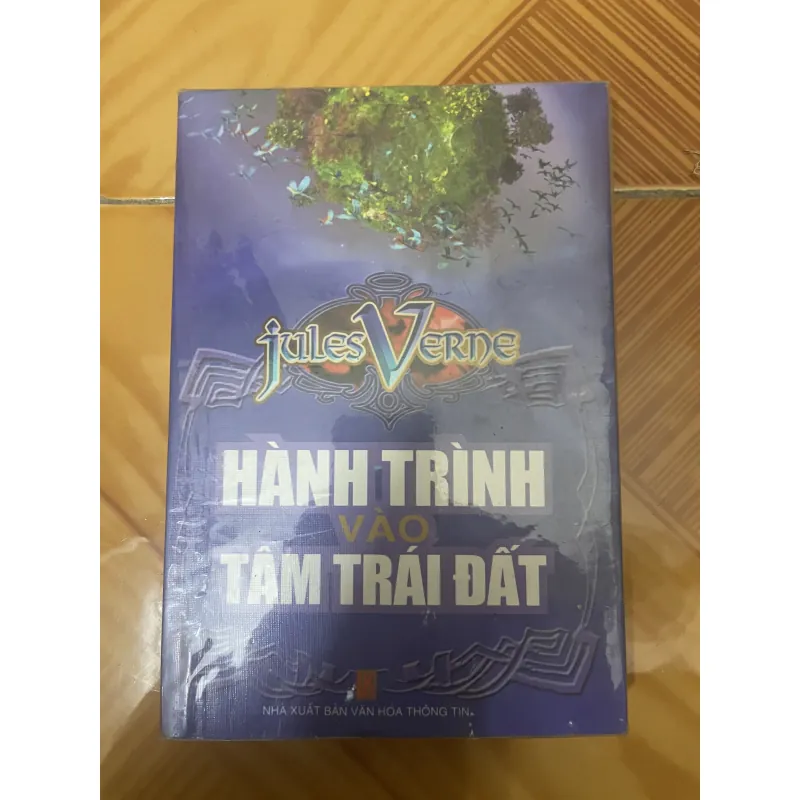 Jules Verne
HÀNH TRÌNH
VÀO
TÂM TRÁI ĐẤT
NHÀ XUẤT BẢN VĂN HÓA THÔNG TIN